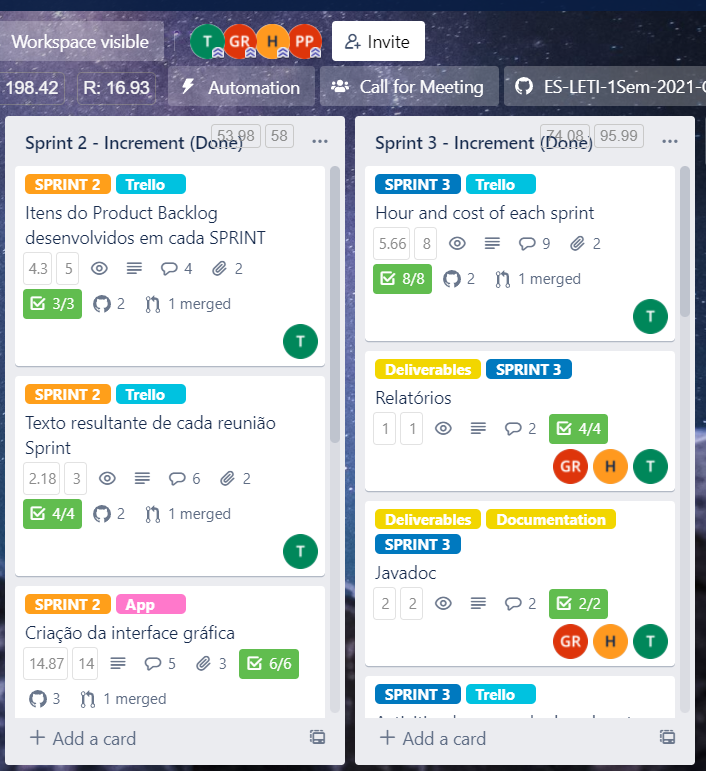 Workspace visible
T GR H PP
Invite
198.42 R: 16.93 Automation Call for Meeting ES-LETI-1Sem-2021-
Sprint 2 - Increment (Done) 53.98 58
SPRINT 2 Trello
Itens do Product Backlog
desenvolvidos em cada SPRINT
4.3 5 4 2
3/3 2 1 merged
T
SPRINT 2 Trello
Texto resultante de cada reunião
Sprint
2.18 3 6 2
4/4 2 1 merged
T
SPRINT 2 App
Criação da interface gráfica
14.87 14 5 3 6/6
3 1 merged
+ Add a card
Sprint 3 - Increment (Done) 74.08 95.99
SPRINT 3 Trello
Hour and cost of each sprint
5.66 8 9 2
8/8 2 1 merged
T
Deliverables SPRINT 3
Relatórios
1 1 2 4/4
GR H T
Deliverables Documentation
SPRINT 3
Javadoc
2 2 2 2/2
GR H T
SPRINT 3 Trello
+ Add a card